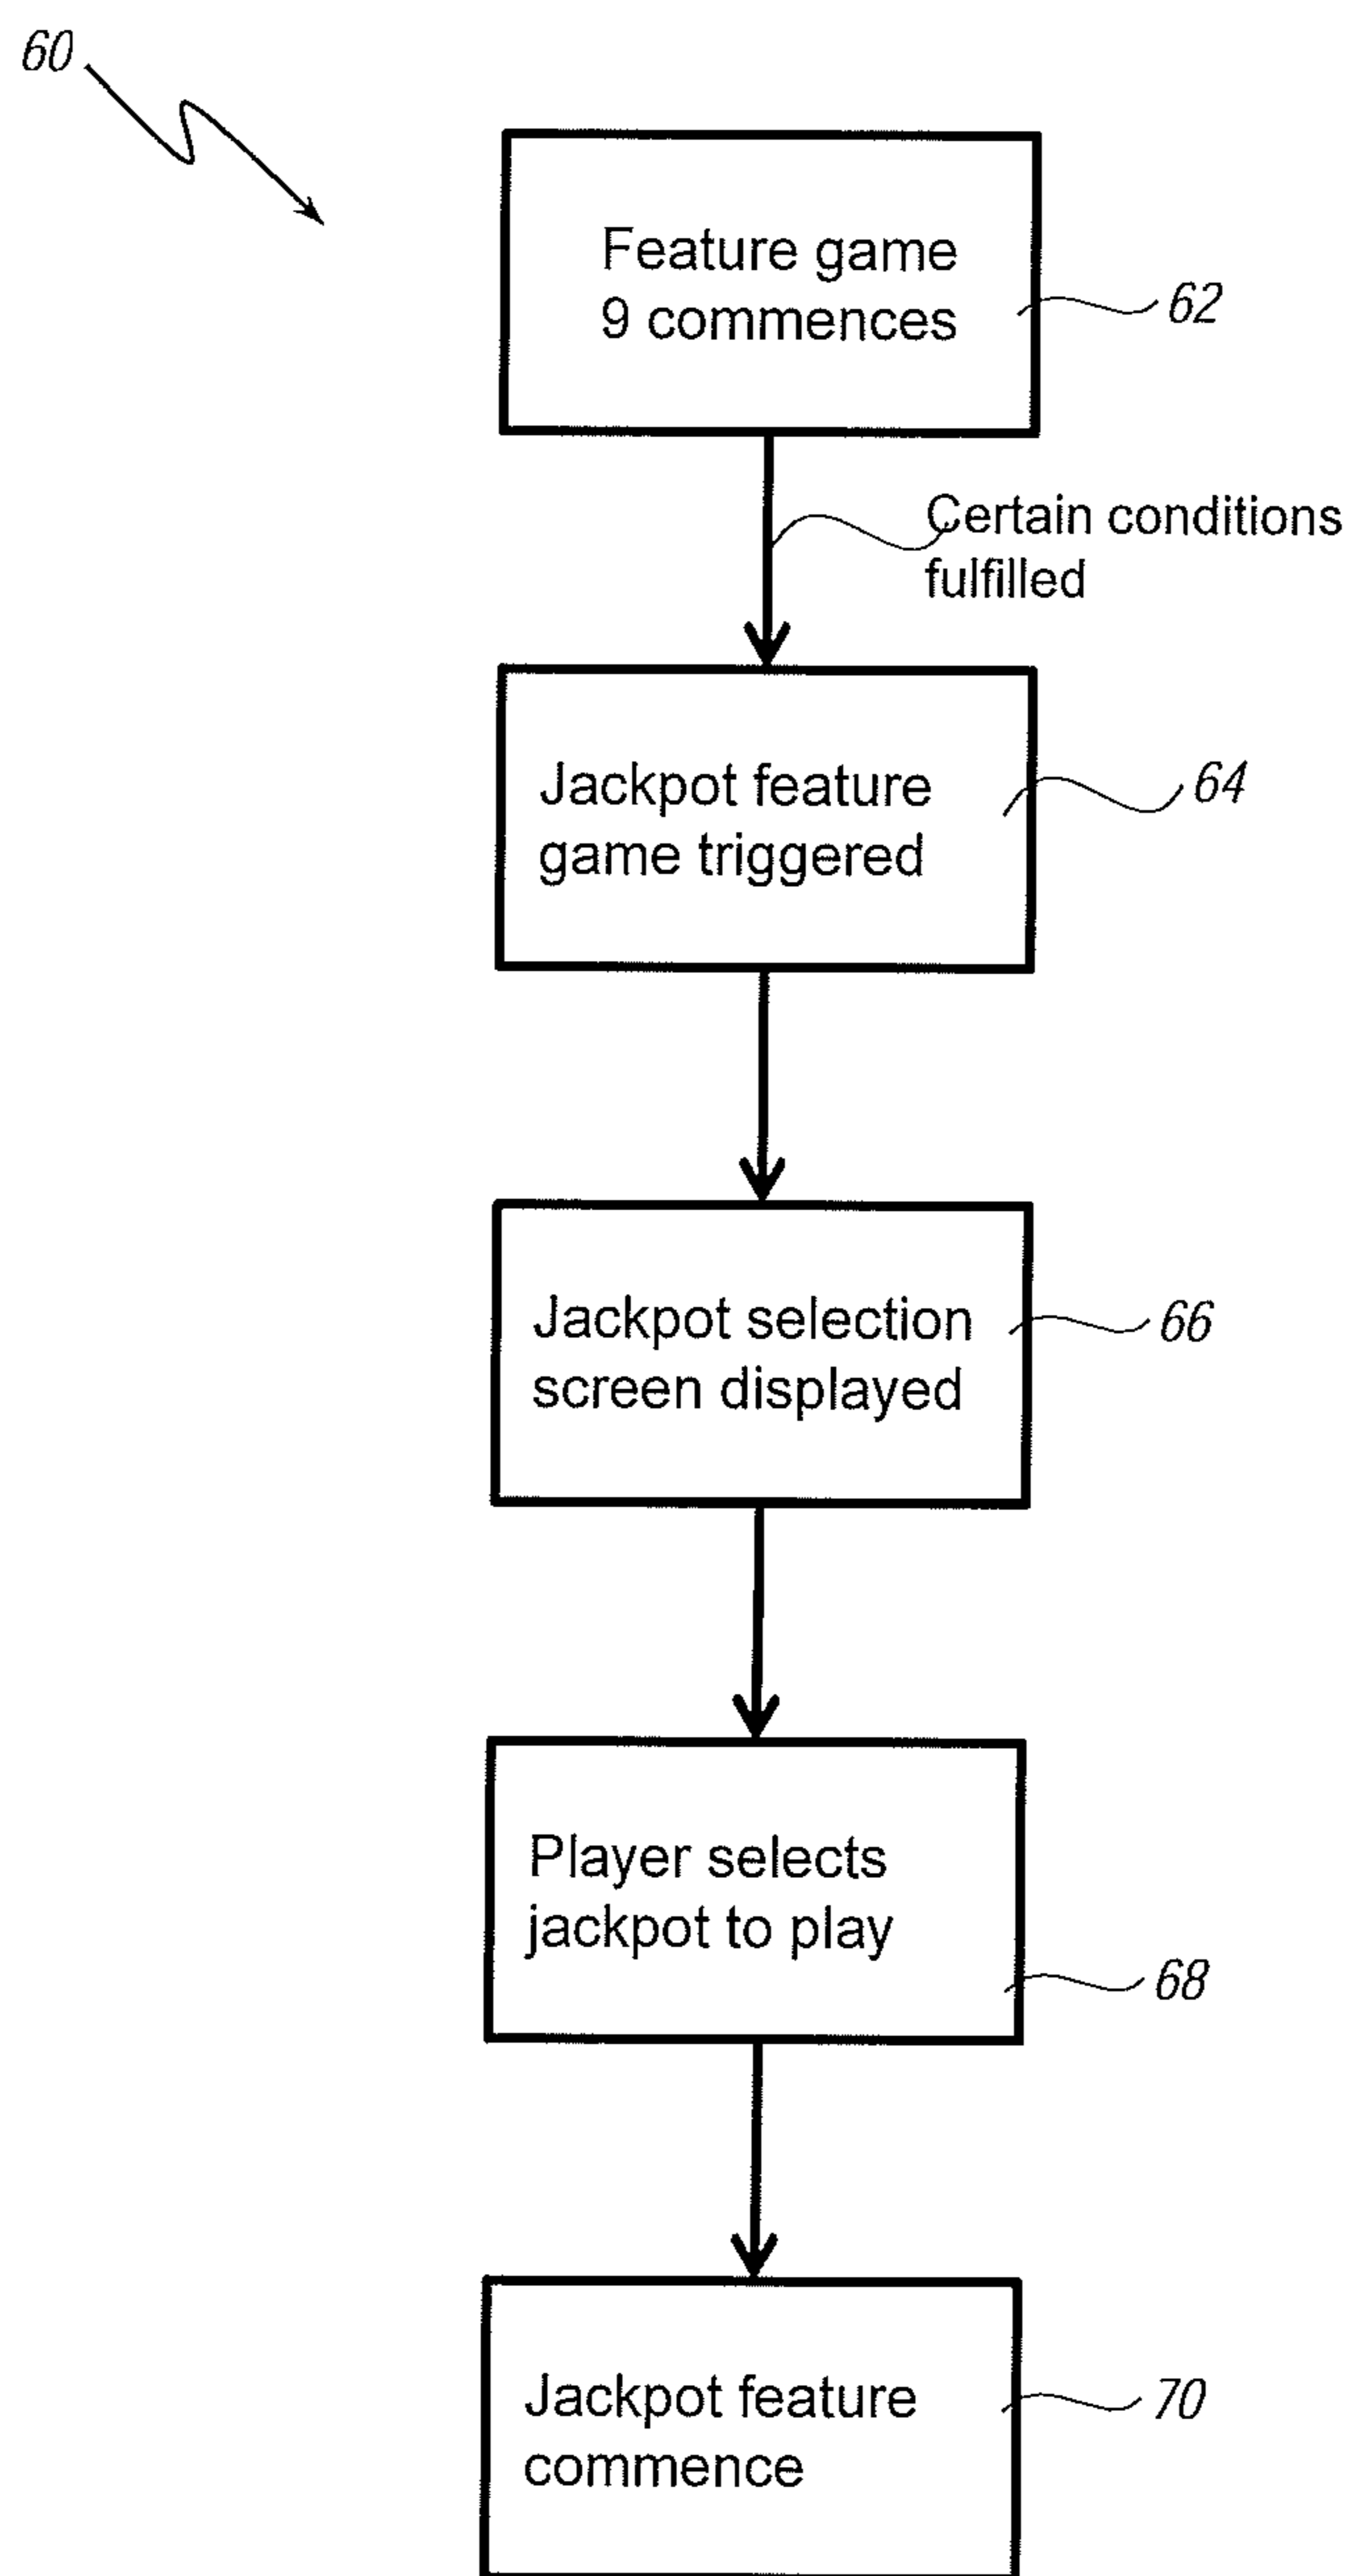 60
Feature game
9 commences
62
Certain conditions
fulfilled
Jackpot feature
game triggered
64
Jackpot selection
screen displayed
66
Player selects
jackpot to play
68
Jackpot feature
commence
70